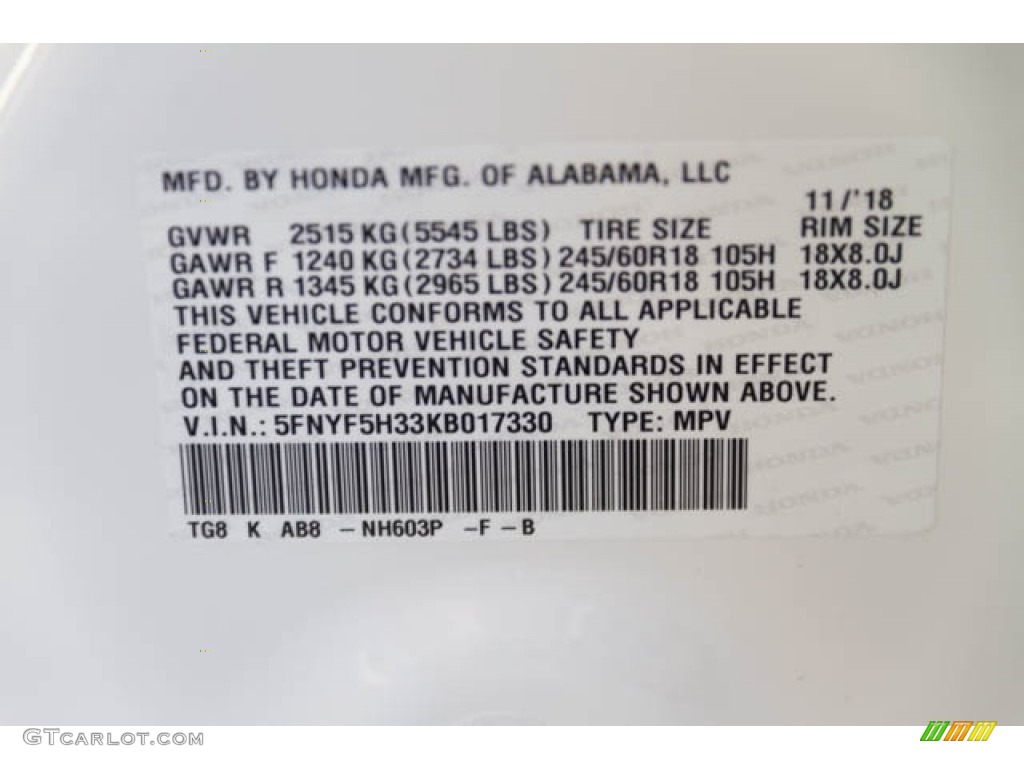 MFD. BY HONDA MFG. OF ALABAMA, LLC
11/'18
GVWR 2515 KG(5545 LBS) TIRE SIZE RIM SIZE
GAWR F 1240 KG(2734 LBS) 245/60R18 105H 18X8.0J
GAWR R 1345 KG(2965 LBS) 245/60R18 105H 18X8.0J
THIS VEHICLE CONFORMS TO ALL APPLICABLE
FEDERAL MOTOR VEHICLE SAFETY
AND THEFT PREVENTION STANDARDS IN EFFECT
ON THE DATE OF MANUFACTURE SHOWN ABOVE.
V.I.N.: 5FNYF5H33KB017330 TYPE: MPV
TG8 K AB8 – NH603P – F – B
GTCARLOT.COM